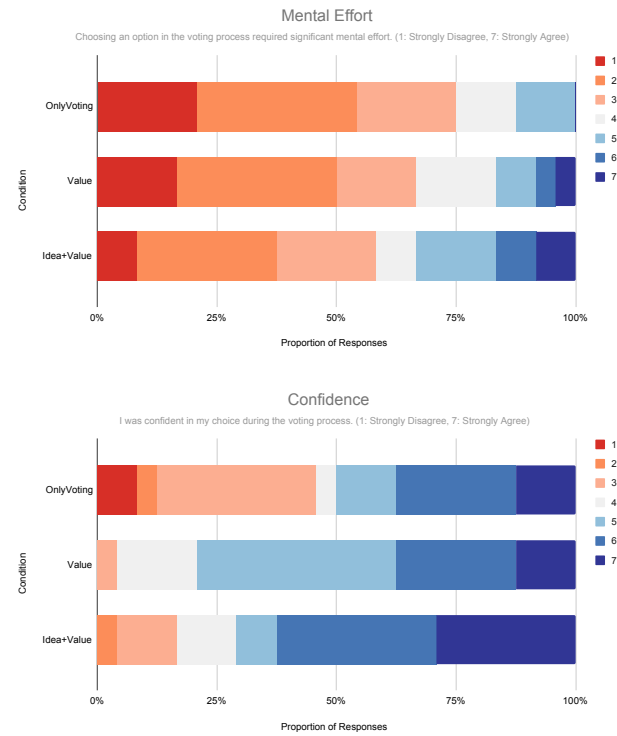 Mental Effort
Choosing an option in the voting process required significant mental effort. (1: Strongly Disagree, 7: Strongly Agree)
1
2
3
4
5
6
7
OnlyVoting
Value
Idea+Value
Condition
0%
25%
50%
75%
100%
Proportion of Responses
Confidence
I was confident in my choice during the voting process. (1: Strongly Disagree, 7: Strongly Agree)
1
2
3
4
5
6
7
OnlyVoting
Value
Idea+Value
Condition
0%
25%
50%
75%
100%
Proportion of Responses